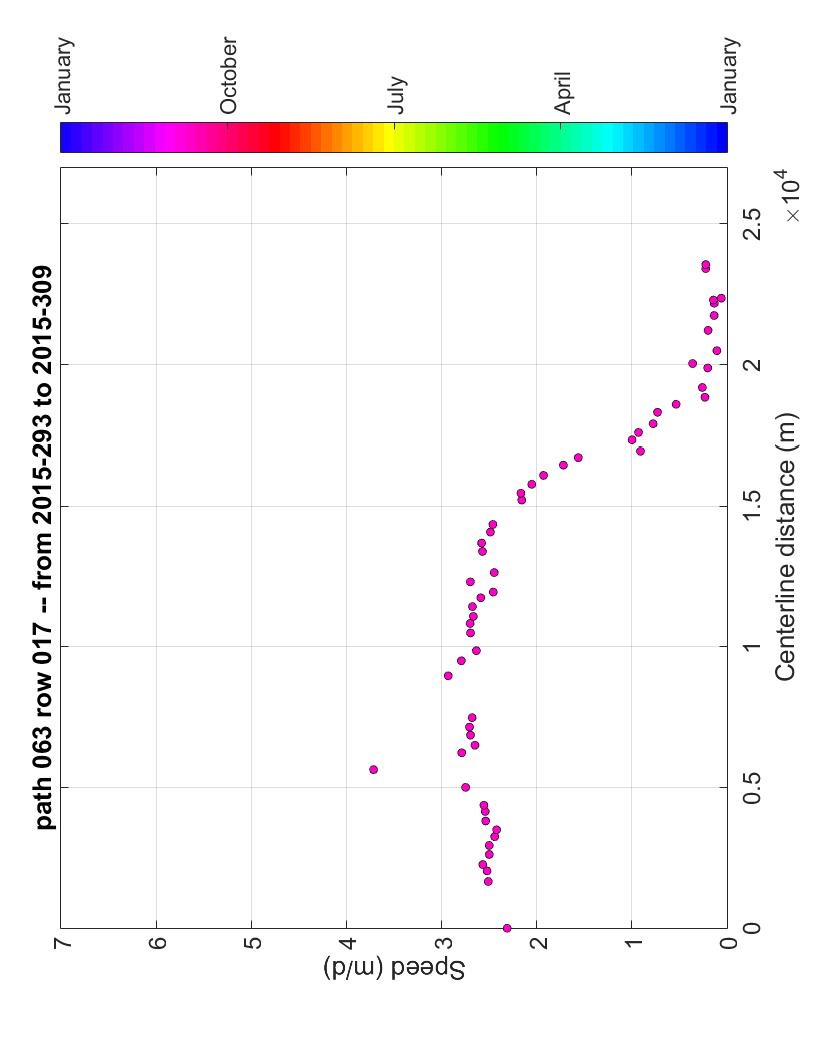 path 063 row 017 -- from 2015-293 to 2015-309
Speed (m/d)
7
6
5
4
3
2
1
0
0
0.5
1
1.5
2
2.5
×10⁴
Centerline distance (m)
January
October
July
April
January